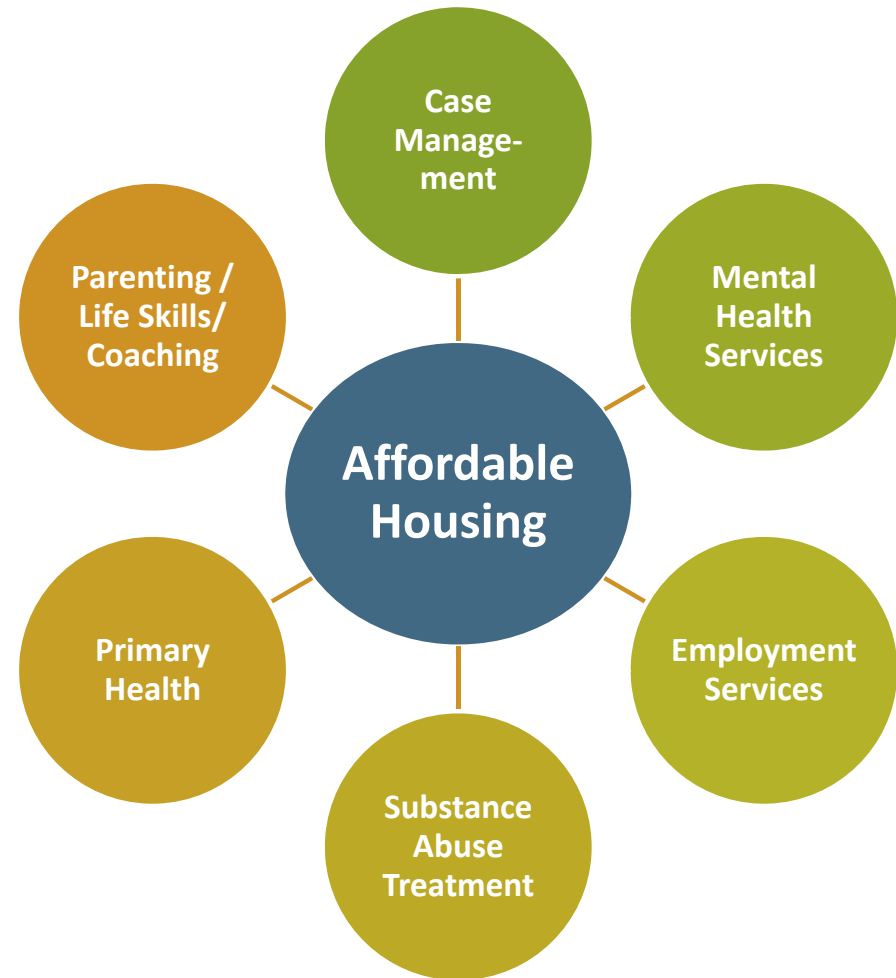 Case
Manage-
ment
Mental
Health
Services
Employment
Services
Substance
Abuse
Treatment
Primary
Health
Parenting /
Life Skills/
Coaching
Affordable
Housing